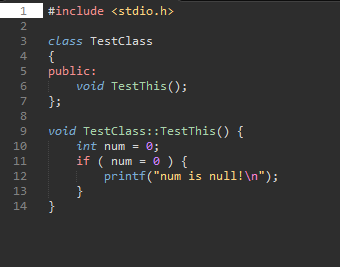 1 #include <stdio.h>
2
3 class TestClass
4 {
5 public:
6     void TestThis();
7 };
8
9 void TestClass::TestThis() {
10     int num = 0;
11     if ( num = 0 ) {
12         printf("num is null!\n");
13     }
14 }